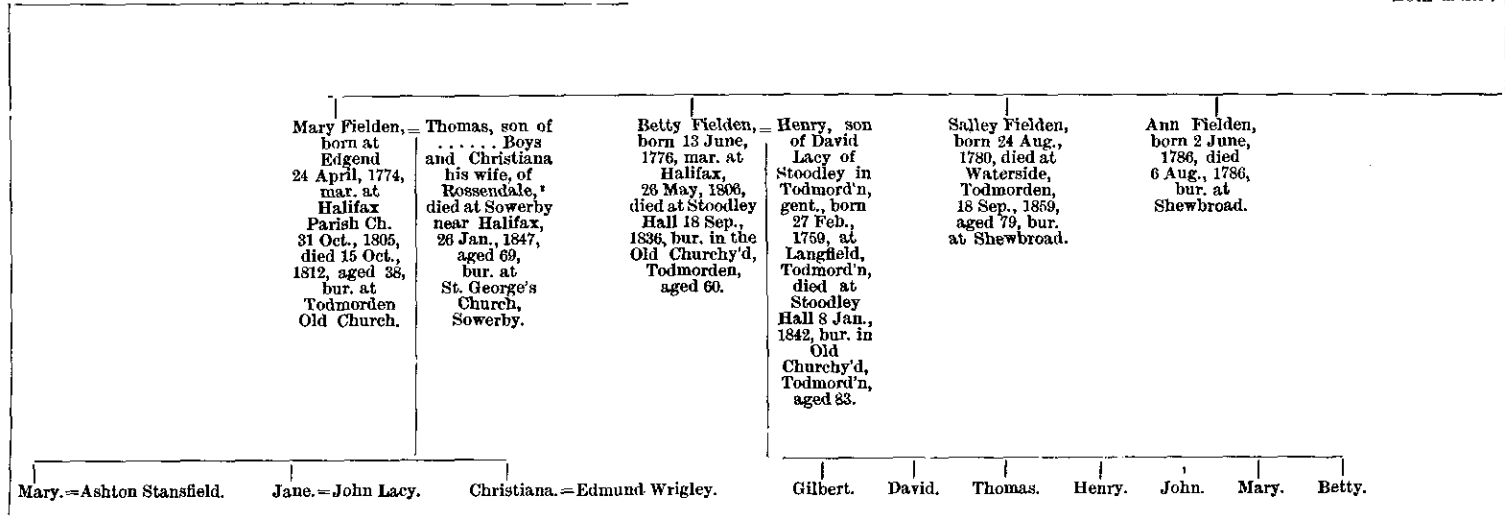 Mary Fielden, =
born at
Edgend
24 April, 1774,
mar. at
Halifax
Parish Ch.
31 Oct., 1805,
died 15 Oct.,
1812, aged 38,
bur. at
Todmorden
Old Church.
Thomas, son of
...... Boys
and Christiana
his wife, of
Rossendale,¹
died at Sowerby
near Halifax,
26 Jan., 1847,
aged 69,
bur. at
St. George's
Church,
Sowerby.
Betty Fielden, =
born 13 June,
1776, mar. at
Halifax,
26 May, 1806,
died at Stoodley
Hall 18 Sep.,
1836, bur. in the
Old Churchy'd,
Todmorden,
aged 60.
Henry, son
of David
Lacy of
Stoodley in
Todmord'n,
gent., born
27 Feb.,
1759, at
Langfield,
Todmord'n,
died at
Stoodley
Hall 8 Jan.,
1842, bur. in
Old
Churchy'd,
Todmord'n,
aged 83.
Salley Fielden,
born 24 Aug.,
1780, died at
Waterside,
Todmorden,
18 Sep., 1859,
aged 79, bur.
at Shewbroad.
Ann Fielden,
born 2 June,
1786, died
6 Aug., 1786,
bur. at
Shewbroad.
Mary.=Ashton Stansfield. Jane.=John Lacy. Christiana.=Edmund Wrigley. Gilbert. David. Thomas. Henry. John. Mary. Betty.